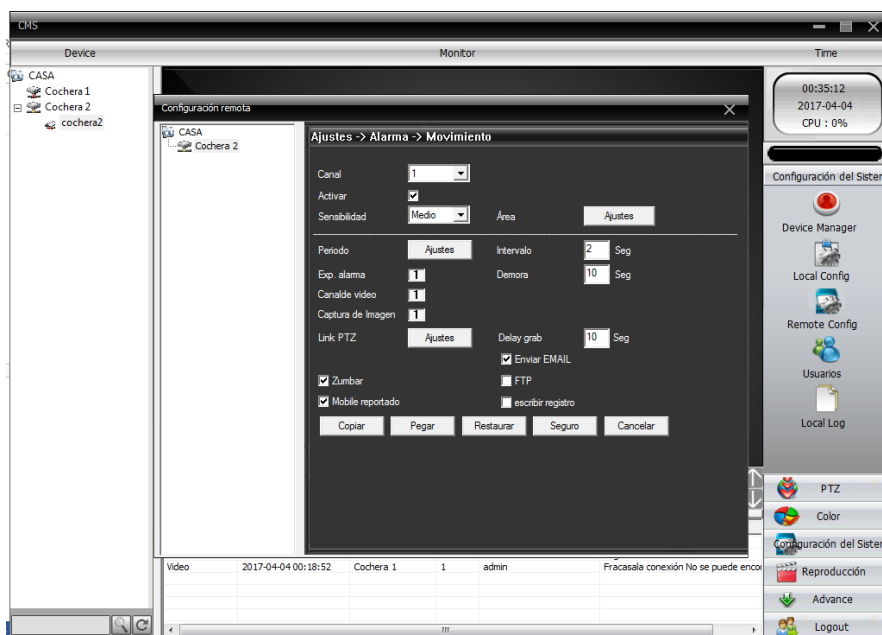 CMS
Device Monitor Time
CASA
Cochera 1
Cochera 2
cochera2
00:35:12
2017-04-04
CPU : 0%
Configuración del Sister
Device Manager
Local Config
Remote Config
Usuarios
Local Log
PTZ
Color
Configuración del Sister
Reproducción
Advance
Logout
Configuración remota
CASA
Cochera 2
Ajustes -> Alarma -> Movimiento
Canal 1
Activar
Sensibilidad Medio Área Ajustes
Periodo Ajustes Intervalo 2 Seg
Exp. alarma 1 Demora 10 Seg
Canalde video 1
Captura de Imagen 1
Link PTZ Ajustes Delay grab 10 Seg
Enviar EMAIL
Zumbar FTP
Mobile reportado escribir registro
Copiar Pegar Restaurar Seguro Cancelar
Video 2017-04-04 00:18:52 Cochera 1 1 admin Fracasala conexión No se puede encor